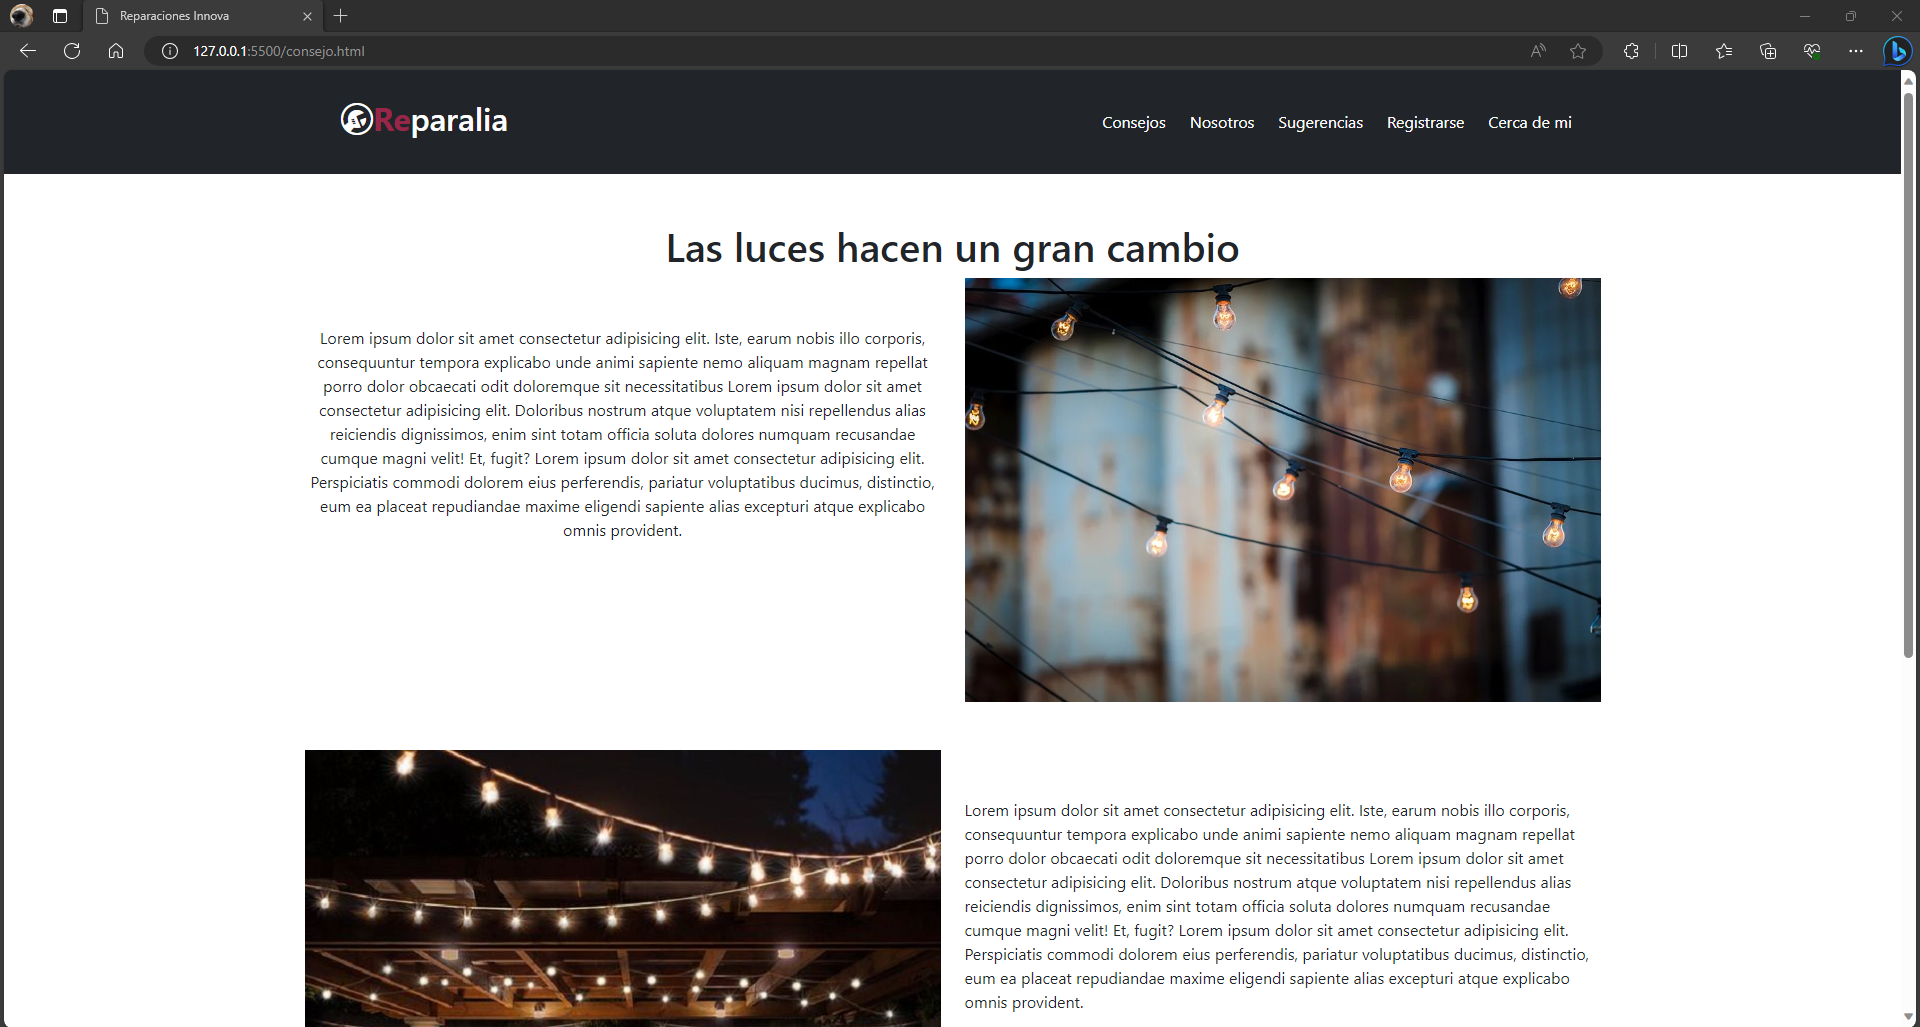 Reparaciones Innova
127.0.0.1:5500/consejo.html
Reparalia
Consejos Nosotros Sugerencias Registrarse Cerca de mi
Las luces hacen un gran cambio
Lorem ipsum dolor sit amet consectetur adipisicing elit. Iste, earum nobis illo corporis,
consequuntur tempora explicabo unde animi sapiente nemo aliquam magnam repellat
porro dolor obcaecati odit doloremque sit necessitatibus Lorem ipsum dolor sit amet
consectetur adipisicing elit. Doloribus nostrum atque voluptatem nisi repellendus alias
reiciendis dignissimos, enim sint totam officia soluta dolores numquam recusandae
cumque magni velit! Et, fugit? Lorem ipsum dolor sit amet consectetur adipisicing elit.
Perspiciatis commodi dolorem eius perferendis, pariatur voluptatibus ducimus, distinctio,
eum ea placeat repudiandae maxime eligendi sapiente alias excepturi atque explicabo
omnis provident.
Lorem ipsum dolor sit amet consectetur adipisicing elit. Iste, earum nobis illo corporis,
consequuntur tempora explicabo unde animi sapiente nemo aliquam magnam repellat
porro dolor obcaecati odit doloremque sit necessitatibus Lorem ipsum dolor sit amet
consectetur adipisicing elit. Doloribus nostrum atque voluptatem nisi repellendus alias
reiciendis dignissimos, enim sint totam officia soluta dolores numquam recusandae
cumque magni velit! Et, fugit? Lorem ipsum dolor sit amet consectetur adipisicing elit.
Perspiciatis commodi dolorem eius perferendis, pariatur voluptatibus ducimus, distinctio,
eum ea placeat repudiandae maxime eligendi sapiente alias excepturi atque explicabo
omnis provident.